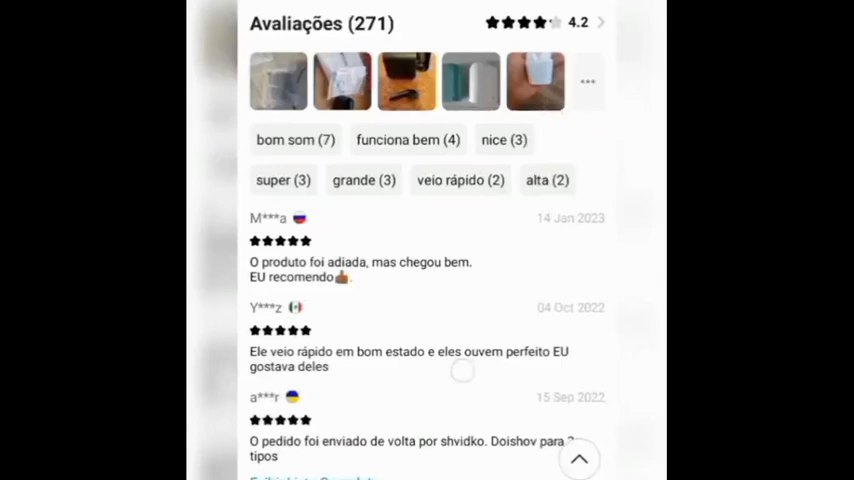 Avaliações (271) 4.2
bom som (7) funciona bem (4) nice (3)
super (3) grande (3) veio rápido (2) alta (2)
M***a 14 Jan 2023
O produto foi adiada, mas chegou bem.
EU recomendo👍🏾.
Y***z 04 Oct 2022
Ele veio rápido em bom estado e eles ouvem perfeito EU
gostava deles
a***r 15 Sep 2022
O pedido foi enviado de volta por shvidko. Doishov para
tipos